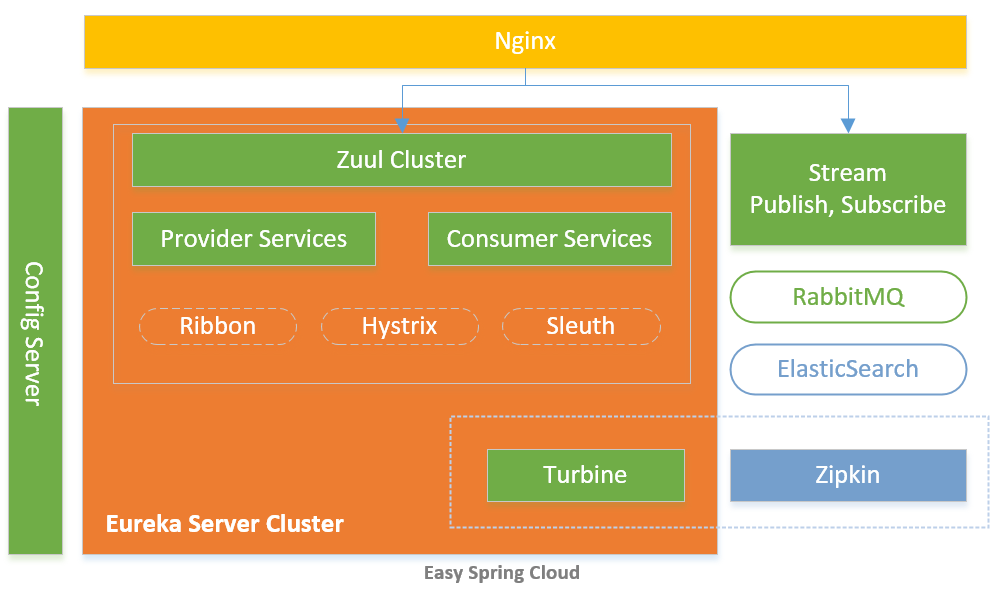 Nginx
Config Server
Zuul Cluster
Stream
Publish, Subscribe
Provider Services
Consumer Services
RabbitMQ
Ribbon
Hystrix
Sleuth
ElasticSearch
Turbine
Zipkin
Eureka Server Cluster
Easy Spring Cloud